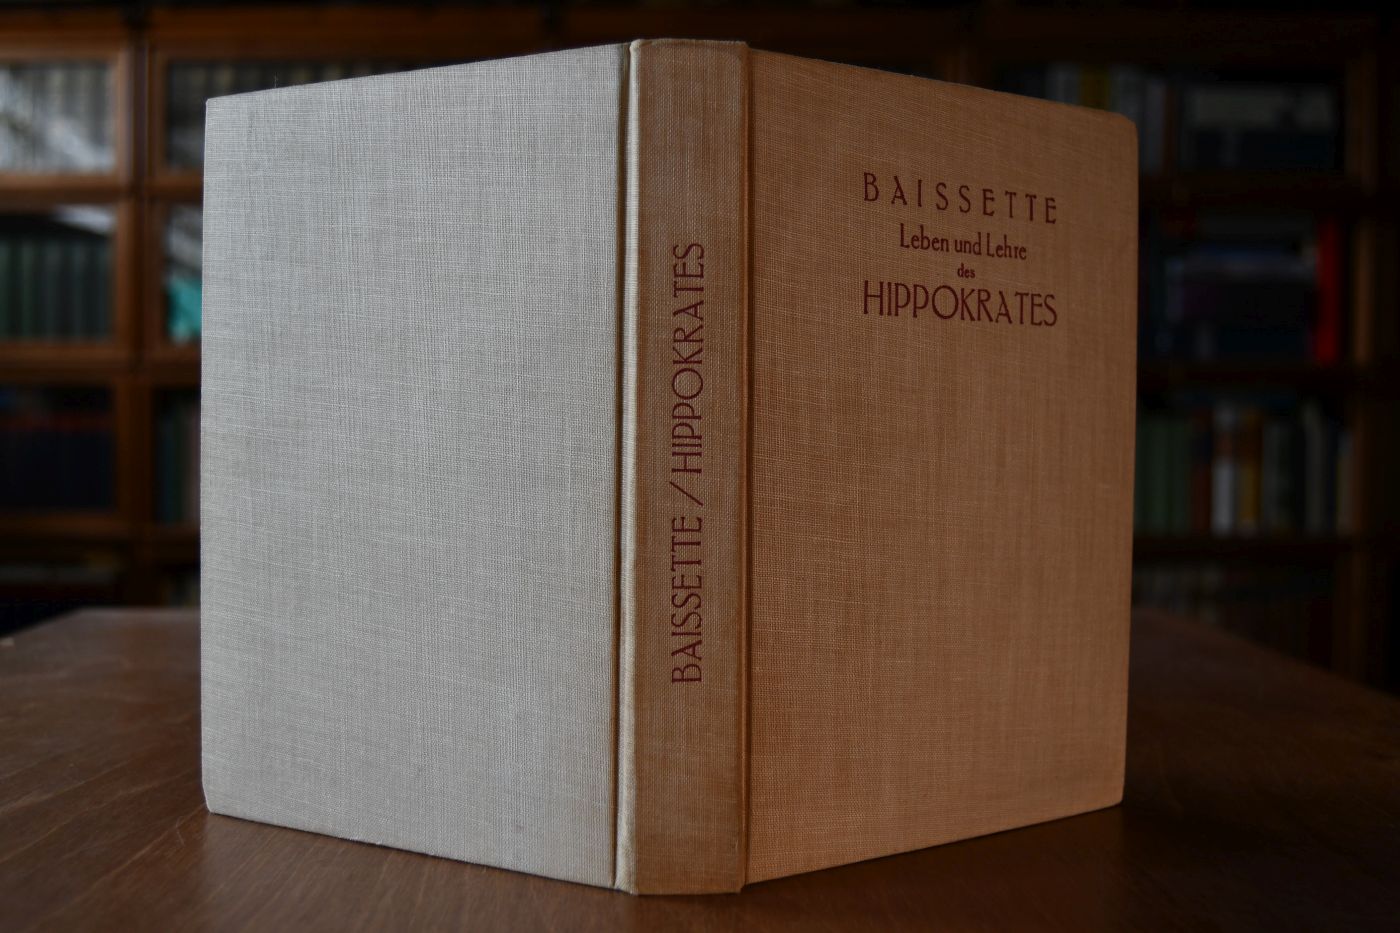 BAISSETTE / HIPPOKRATES
BAISSETTE
Leben und Lehre
des
HIPPOKRATES